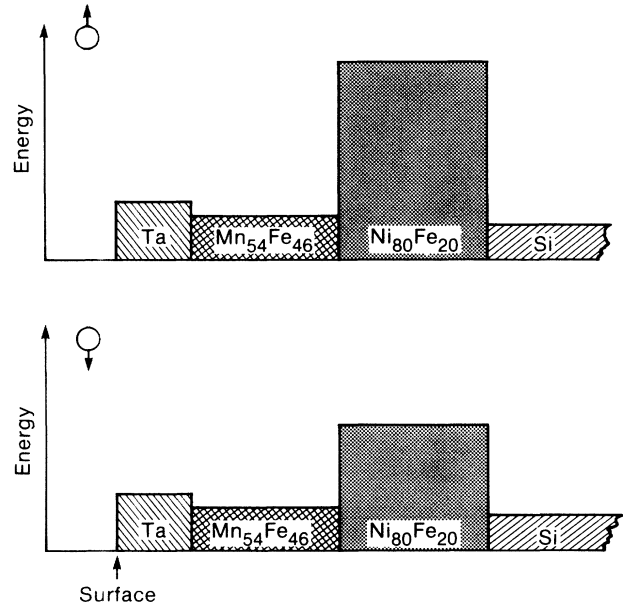 Energy
Ta
Mn54Fe46
Ni80Fe20
Si
Energy
Ta
Mn54Fe46
Ni80Fe20
Si
Surface